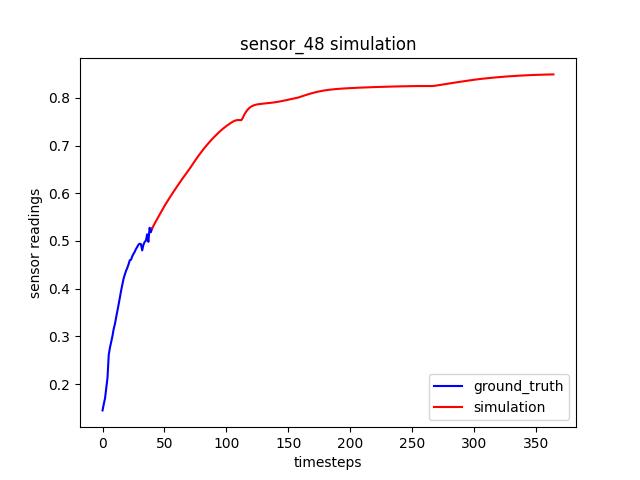 sensor_48 simulation
0.8
0.7
0.6
0.5
0.4
0.3
0.2
sensor readings
ground_truth
simulation
0 50 100 150 200 250 300 350
timesteps